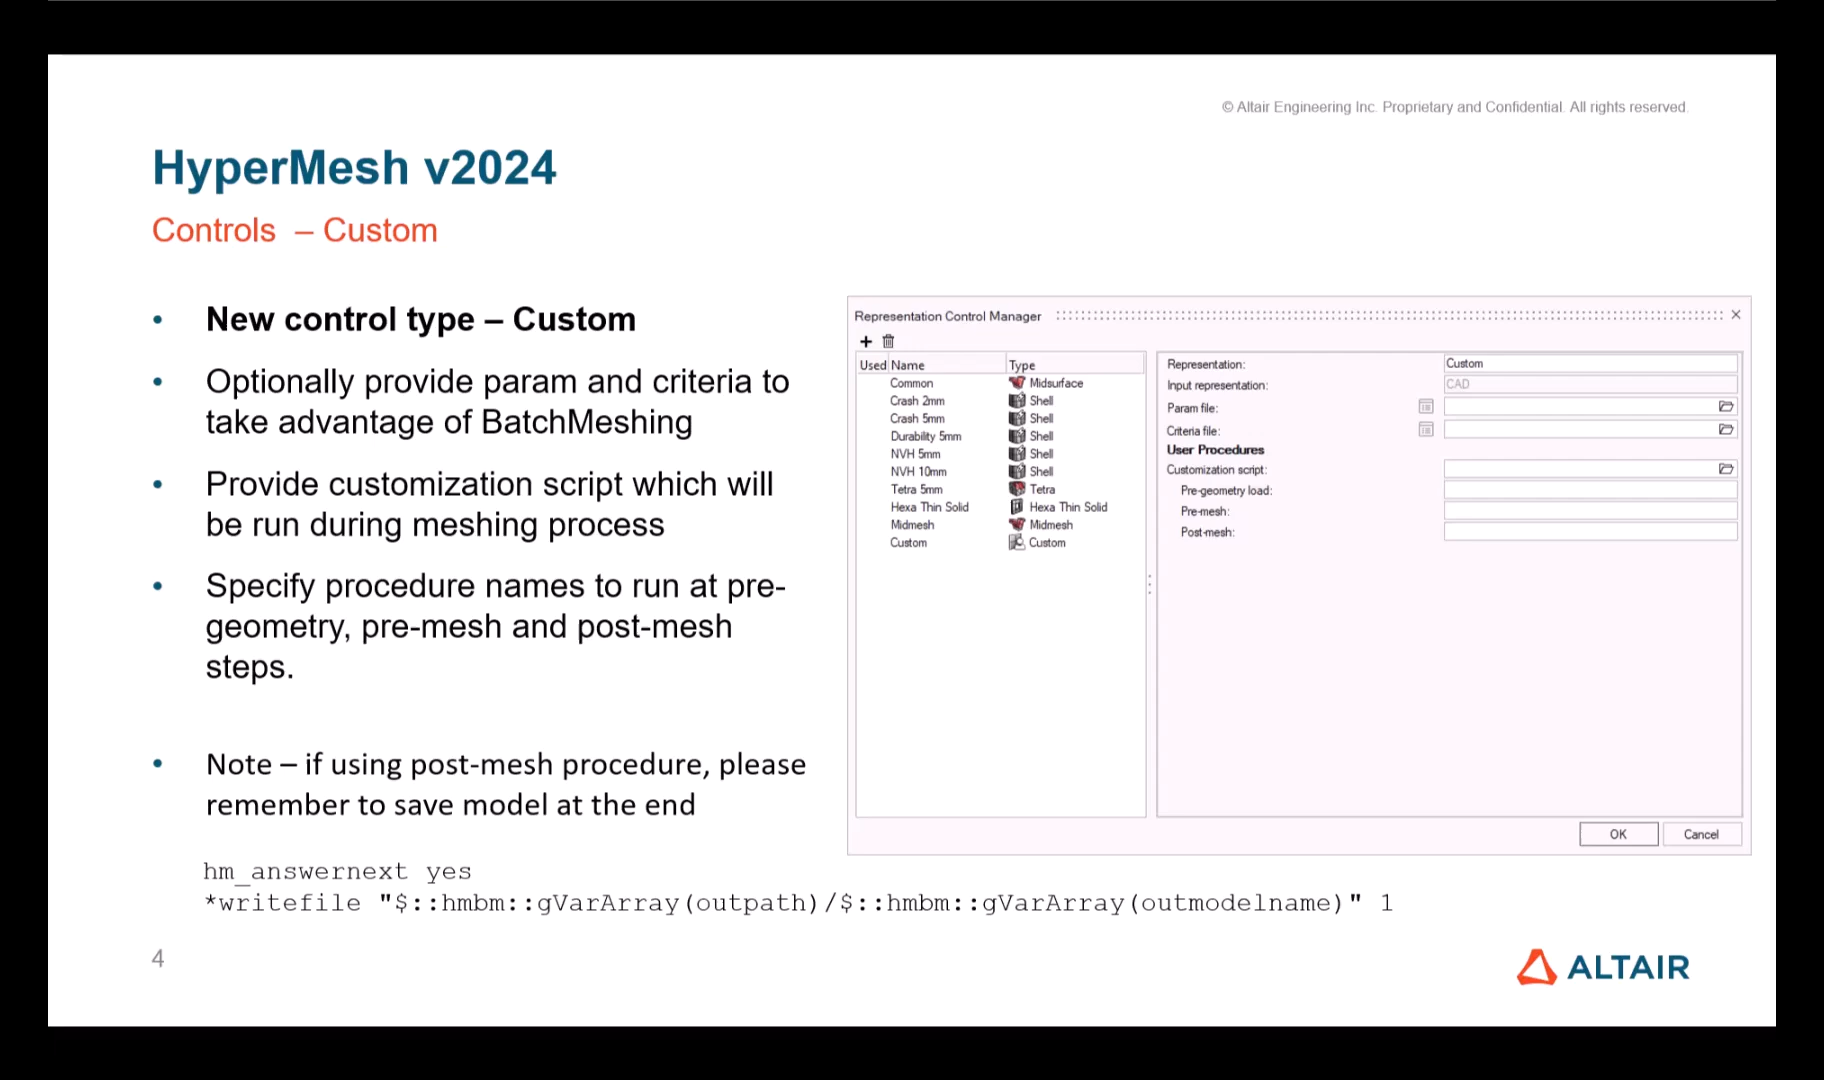 © Altair Engineering Inc. Proprietary and Confidential. All rights reserved.
HyperMesh v2024
Controls – Custom
• New control type – Custom
• Optionally provide param and criteria to
take advantage of BatchMeshing
• Provide customization script which will
be run during meshing process
• Specify procedure names to run at pre-
geometry, pre-mesh and post-mesh
steps.
• Note – if using post-mesh procedure, please
remember to save model at the end
hm_answernext yes
*writefile "$::hmbm::gVarArray(outpath)/$::hmbm::gVarArray(outmodelname)" 1
Representation Control Manager
Used Name Type
Common Midsurface
Crash 2mm Shell
Crash 5mm Shell
Durability 5mm Shell
NVH 5mm Shell
NVH 10mm Shell
Tetra 5mm Tetra
Hexa Thin Solid Hexa Thin Solid
Midmesh Midmesh
Custom Custom
Representation: Custom
Input representation: CAD
Param file:
Criteria file:
User Procedures
Customization script:
Pre-geometry load:
Pre-mesh:
Post-mesh:
OK Cancel
4
ALTAIR